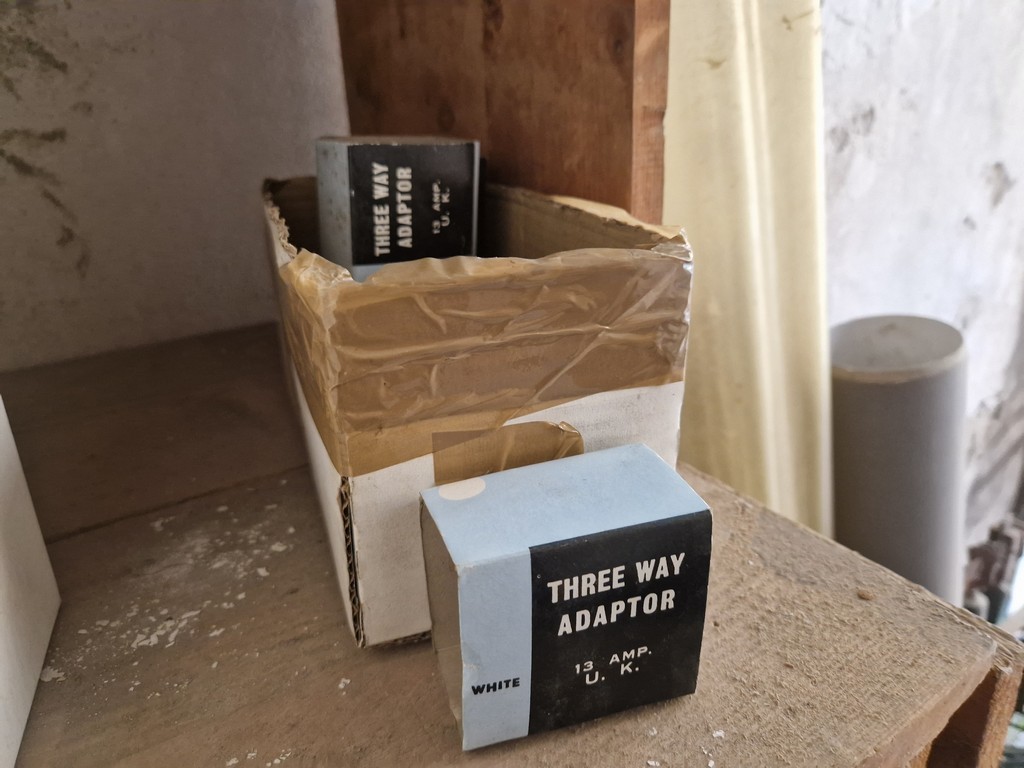 THREE WAY
ADAPTOR
13 AMP.
U. K.
THREE WAY
ADAPTOR
13 AMP.
U. K.
WHITE